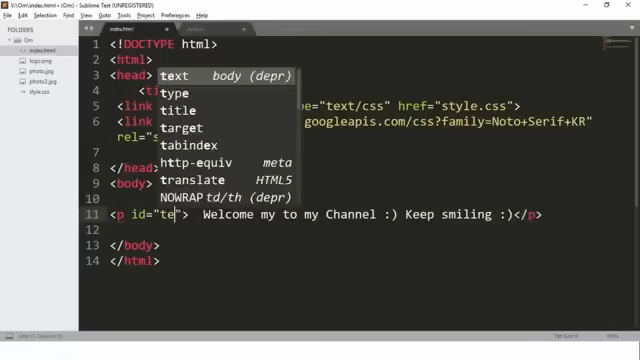 V:\Om\index.html • (Om) - Sublime Text (UNREGISTERED)
File Edit Selection Find View Goto Tools Project Preferences Help
FOLDERS
Om
index.html
logo.png
photo.jpg
photo2.jpg
style.css
index.html
1 <!DOCTYPE html>
2 <html>
3 <head>
4 <ti
5 <link pe="text/css" href="style.css">
6 <link googleapis.com/css?family=Noto+Serif+KR"
rel="s
7
8 </head>
9 <body>
10
11 <p id="te"> Welcome my to my Channel :) Keep smiling :)</p>
12
13 </body>
14 </html>
text body (depr)
type
title
target
tabindex
http-equiv meta
translate HTML5
NOWRAP td/th (depr)